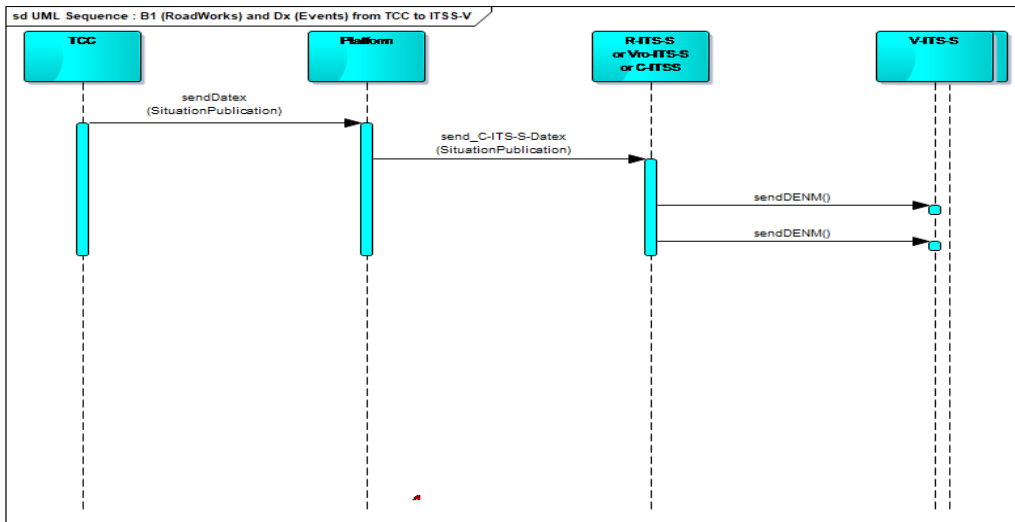 sd UML Sequence : B1 (RoadWorks) and Dx (Events) from TCC to ITSS-V
TCC
Platform
R-ITS-S
or Vro-ITS-S
or C-ITSS
V-ITS-S
sendDatex
(SituationPublication)
send_C-ITS-S-Datex
(SituationPublication)
sendDENM()
sendDENM()